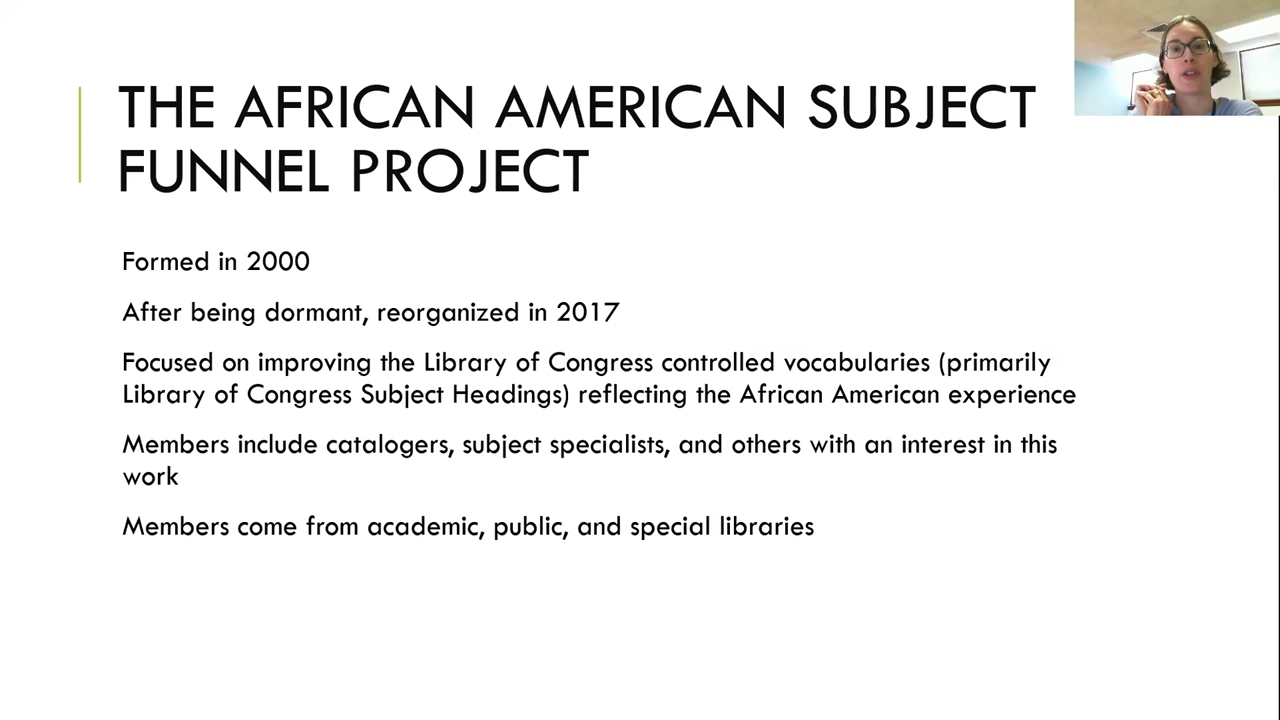 THE AFRICAN AMERICAN SUBJECT
FUNNEL PROJECT
Formed in 2000
After being dormant, reorganized in 2017
Focused on improving the Library of Congress controlled vocabularies (primarily
Library of Congress Subject Headings) reflecting the African American experience
Members include catalogers, subject specialists, and others with an interest in this
work
Members come from academic, public, and special libraries